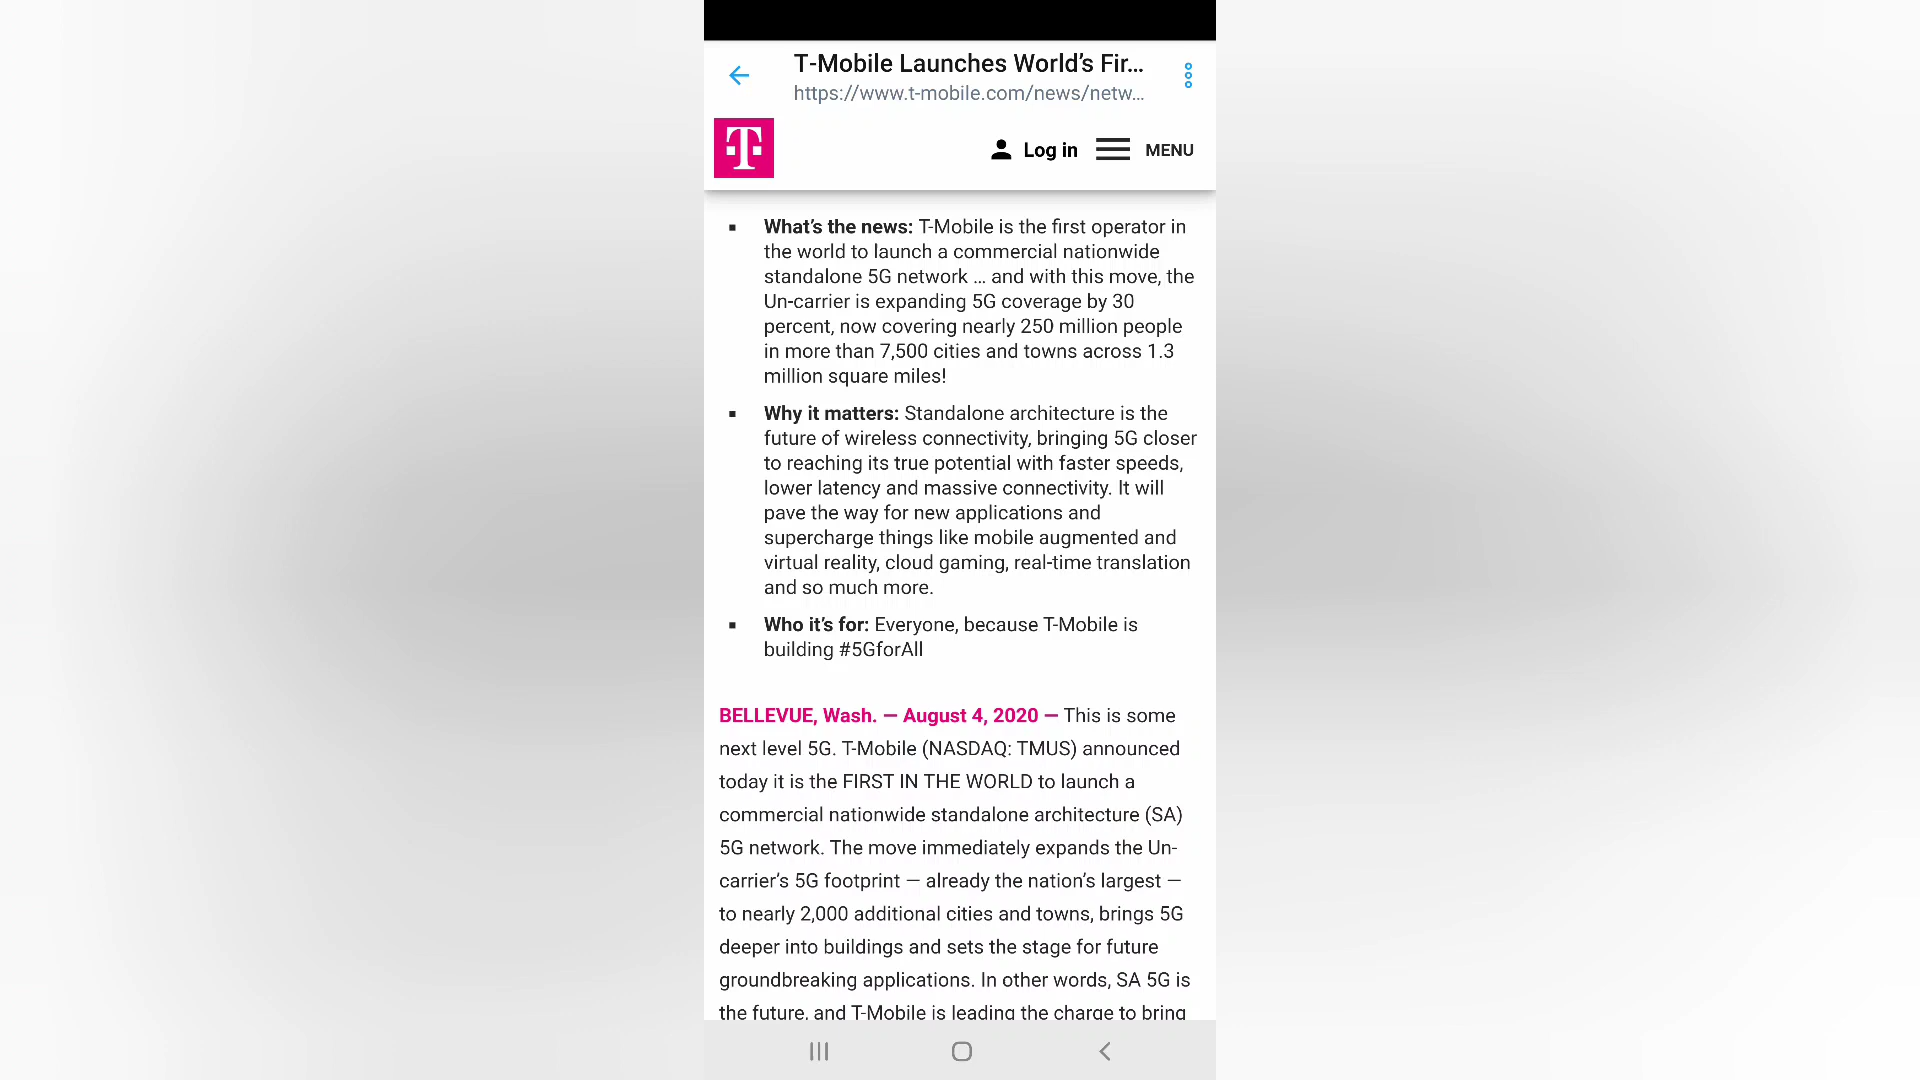 T-Mobile Launches World's Fir...
https://www.t-mobile.com/news/netw...
T
Log in
MENU
▪ What's the news: T-Mobile is the first operator in
the world to launch a commercial nationwide
standalone 5G network … and with this move, the
Un-carrier is expanding 5G coverage by 30
percent, now covering nearly 250 million people
in more than 7,500 cities and towns across 1.3
million square miles!
▪ Why it matters: Standalone architecture is the
future of wireless connectivity, bringing 5G closer
to reaching its true potential with faster speeds,
lower latency and massive connectivity. It will
pave the way for new applications and
supercharge things like mobile augmented and
virtual reality, cloud gaming, real-time translation
and so much more.
▪ Who it's for: Everyone, because T-Mobile is
building #5GforAll
BELLEVUE, Wash. — August 4, 2020 — This is some
next level 5G. T-Mobile (NASDAQ: TMUS) announced
today it is the FIRST IN THE WORLD to launch a
commercial nationwide standalone architecture (SA)
5G network. The move immediately expands the Un-
carrier's 5G footprint — already the nation's largest —
to nearly 2,000 additional cities and towns, brings 5G
deeper into buildings and sets the stage for future
groundbreaking applications. In other words, SA 5G is
the future, and T-Mobile is leading the charge to bring